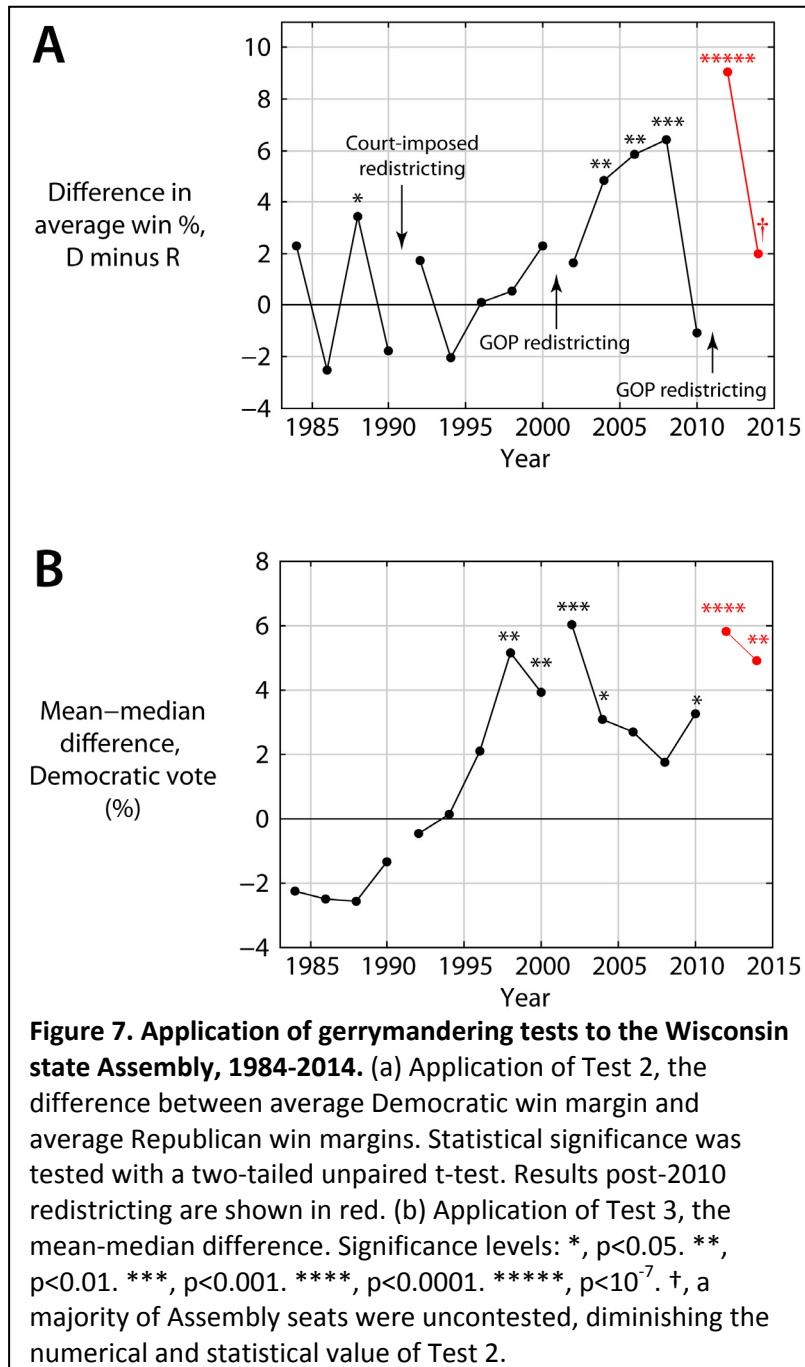 A
10
8
6
4
2
0
−2
−4
*****
***
**
**
*
†
Court-imposed
redistricting
Difference in
average win %,
D minus R
GOP redistricting
GOP redistricting
1985 1990 1995 2000 2005 2010 2015
Year
B
8
6
4
2
0
−2
−4
**
**
***
*
*
****
**
Mean−median
difference,
Democratic vote
(%)
1985 1990 1995 2000 2005 2010 2015
Year
Figure 7. Application of gerrymandering tests to the Wisconsin
state Assembly, 1984-2014. (a) Application of Test 2, the
difference between average Democratic win margin and
average Republican win margins. Statistical significance was
tested with a two-tailed unpaired t-test. Results post-2010
redistricting are shown in red. (b) Application of Test 3, the
mean-median difference. Significance levels: *, p<0.05. **,
p<0.01. ***, p<0.001. ****, p<0.0001. *****, p<10⁻⁷. †, a
majority of Assembly seats were uncontested, diminishing the
numerical and statistical value of Test 2.